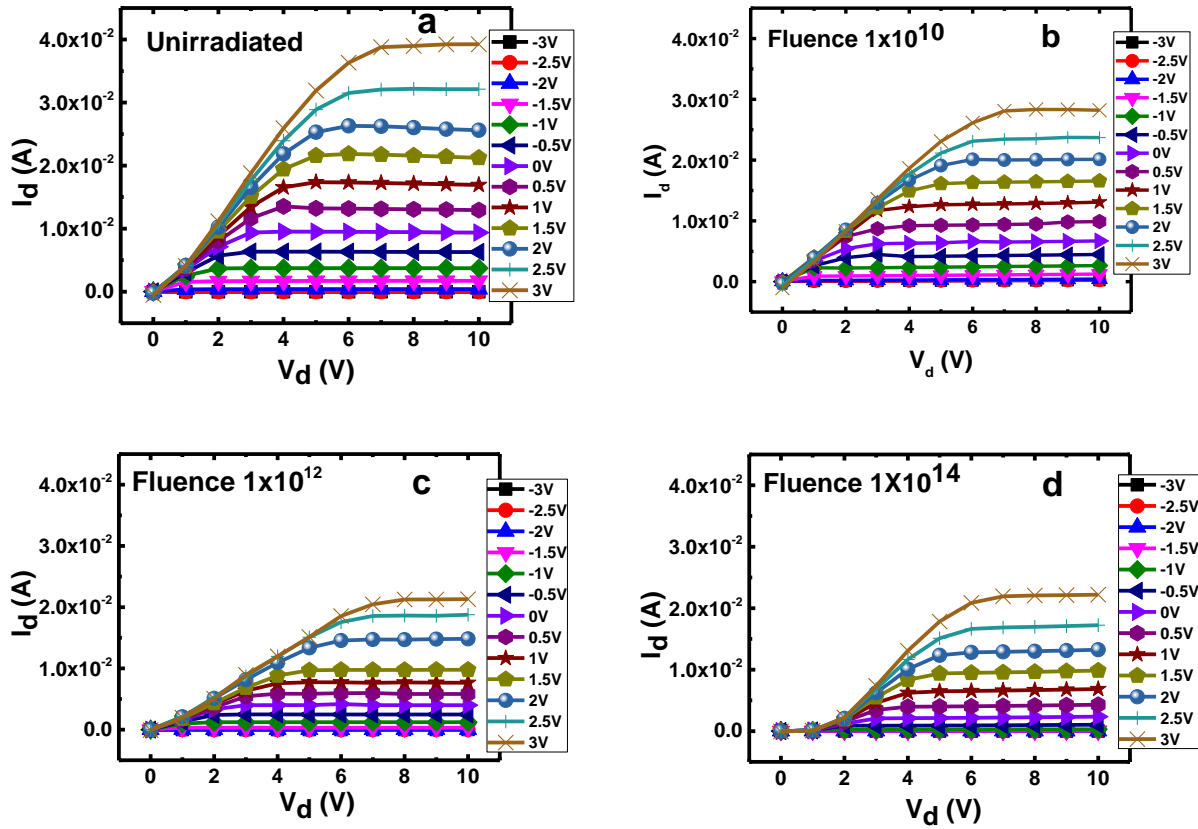 a
Unirradiated
4.0x10⁻²
3.0x10⁻²
2.0x10⁻²
1.0x10⁻²
0.0
I_d (A)
0 2 4 6 8 10
V_d (V)
-3V
-2.5V
-2V
-1.5V
-1V
-0.5V
0V
0.5V
1V
1.5V
2V
2.5V
3V
b
Fluence 1x10¹⁰
4.0x10⁻²
3.0x10⁻²
2.0x10⁻²
1.0x10⁻²
0.0
I_d (A)
0 2 4 6 8 10
V_d (V)
-3V
-2.5V
-2V
-1.5V
-1V
-0.5V
0V
0.5V
1V
1.5V
2V
2.5V
3V
Fluence 1x10¹² c
4.0x10⁻²
3.0x10⁻²
2.0x10⁻²
1.0x10⁻²
0.0
I_d (A)
0 2 4 6 8 10
V_d (V)
-3V
-2.5V
-2V
-1.5V
-1V
-0.5V
0V
0.5V
1V
1.5V
2V
2.5V
3V
Fluence 1X10¹⁴ d
4.0x10⁻²
3.0x10⁻²
2.0x10⁻²
1.0x10⁻²
0.0
I_d (A)
0 2 4 6 8 10
V_d (V)
-3V
-2.5V
-2V
-1.5V
-1V
-0.5V
0V
0.5V
1V
1.5V
2V
2.5V
3V